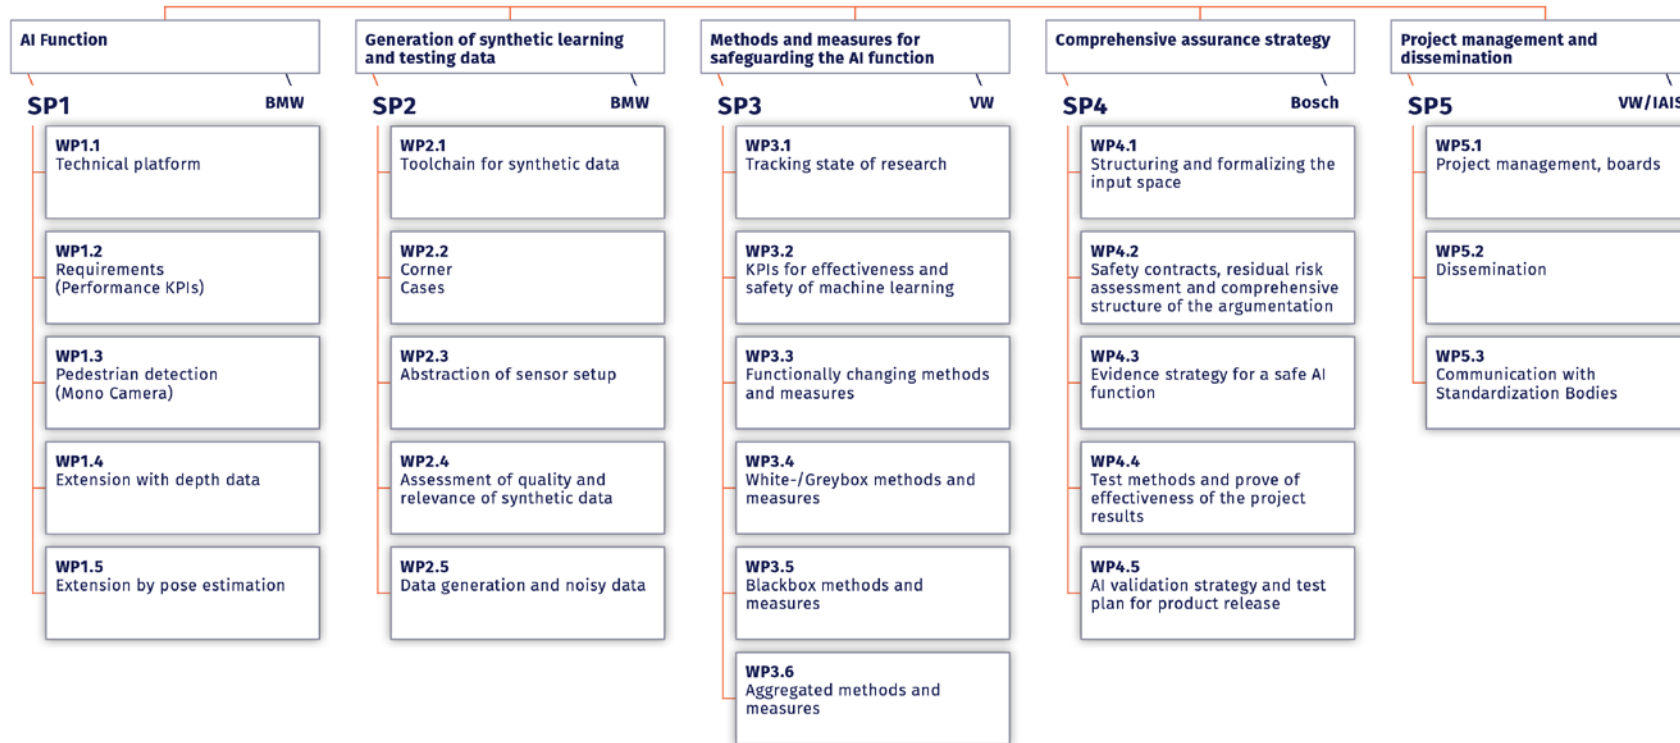 AI Function
SP1
BMW
WP1.1
Technical platform
WP1.2
Requirements
(Performance KPIs)
WP1.3
Pedestrian detection
(Mono Camera)
WP1.4
Extension with depth data
WP1.5
Extension by pose estimation
Generation of synthetic learning
and testing data
SP2
BMW
WP2.1
Toolchain for synthetic data
WP2.2
Corner
Cases
WP2.3
Abstraction of sensor setup
WP2.4
Assessment of quality and
relevance of synthetic data
WP2.5
Data generation and noisy data
Methods and measures for
safeguarding the AI function
SP3
VW
WP3.1
Tracking state of research
WP3.2
KPIs for effectiveness and
safety of machine learning
WP3.3
Functionally changing methods
and measures
WP3.4
White-/Greybox methods and
measures
WP3.5
Blackbox methods and
measures
WP3.6
Aggregated methods and
measures
Comprehensive assurance strategy
SP4
Bosch
WP4.1
Structuring and formalizing the
input space
WP4.2
Safety contracts, residual risk
assessment and comprehensive
structure of the argumentation
WP4.3
Evidence strategy for a safe AI
function
WP4.4
Test methods and prove of
effectiveness of the project
results
WP4.5
AI validation strategy and test
plan for product release
Project management and
dissemination
SP5
VW/IAIS
WP5.1
Project management, boards
WP5.2
Dissemination
WP5.3
Communication with
Standardization Bodies